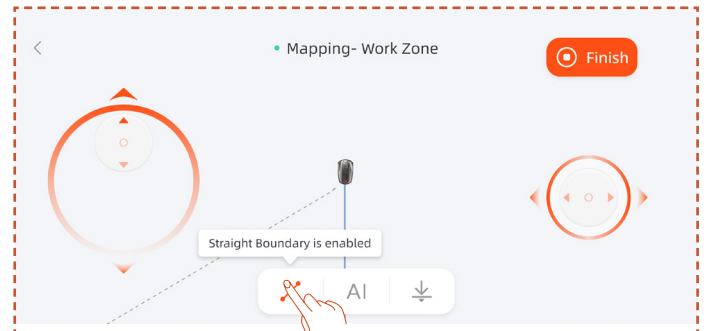 Mapping- Work Zone
Finish
Straight Boundary is enabled
AI